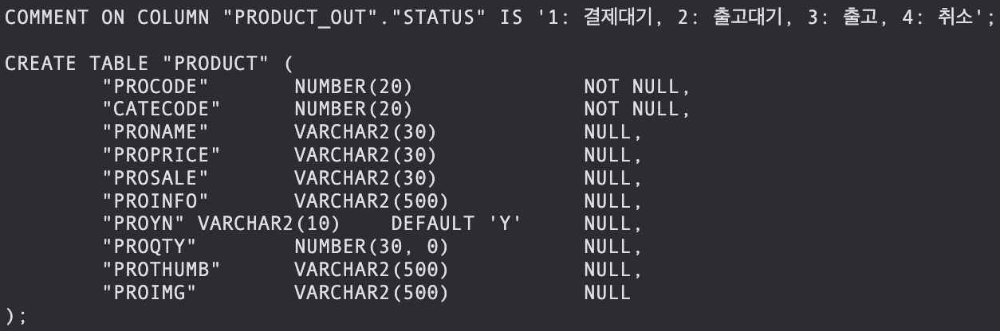 COMMENT ON COLUMN "PRODUCT_OUT"."STATUS" IS '1: 결제대기, 2: 출고대기, 3: 출고, 4: 취소';
CREATE TABLE "PRODUCT" (
"PROCODE" NUMBER(20) NOT NULL,
"CATECODE" NUMBER(20) NOT NULL,
"PRONAME" VARCHAR2(30) NULL,
"PROPRICE" VARCHAR2(30) NULL,
"PROSALE" VARCHAR2(30) NULL,
"PROINFO" VARCHAR2(500) NULL,
"PROYN" VARCHAR2(10) DEFAULT 'Y' NULL,
"PROQTY" NUMBER(30, 0) NULL,
"PROTHUMB" VARCHAR2(500) NULL,
"PROIMG" VARCHAR2(500) NULL
);